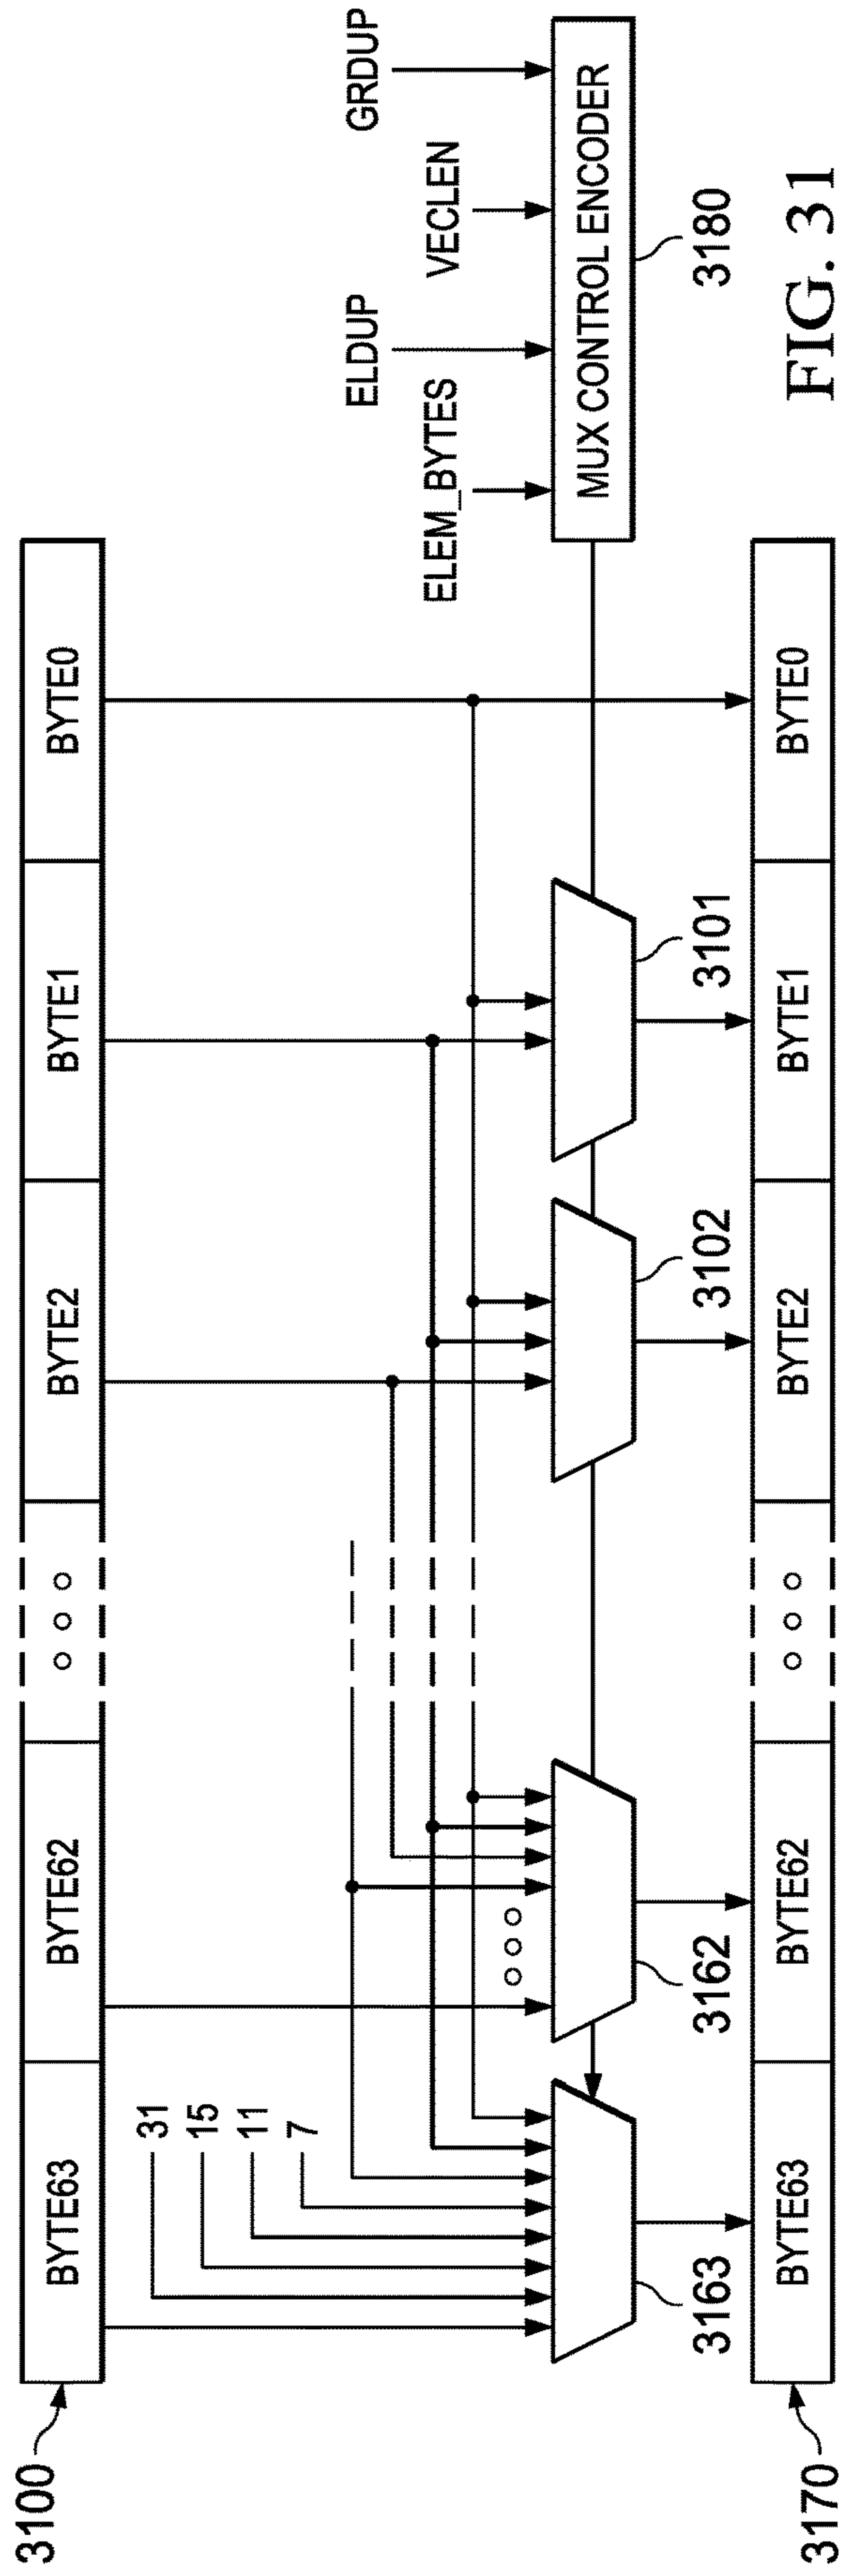 3100
BYTE63
BYTE62
BYTE2
BYTE1
BYTE0
31
15
11
7
ELEM_BYTES
ELDUP
VECLEN
GRDUP
MUX CONTROL ENCODER
3163
3162
3102
3101
3180
3170
BYTE63
BYTE62
BYTE2
BYTE1
BYTE0
FIG. 31